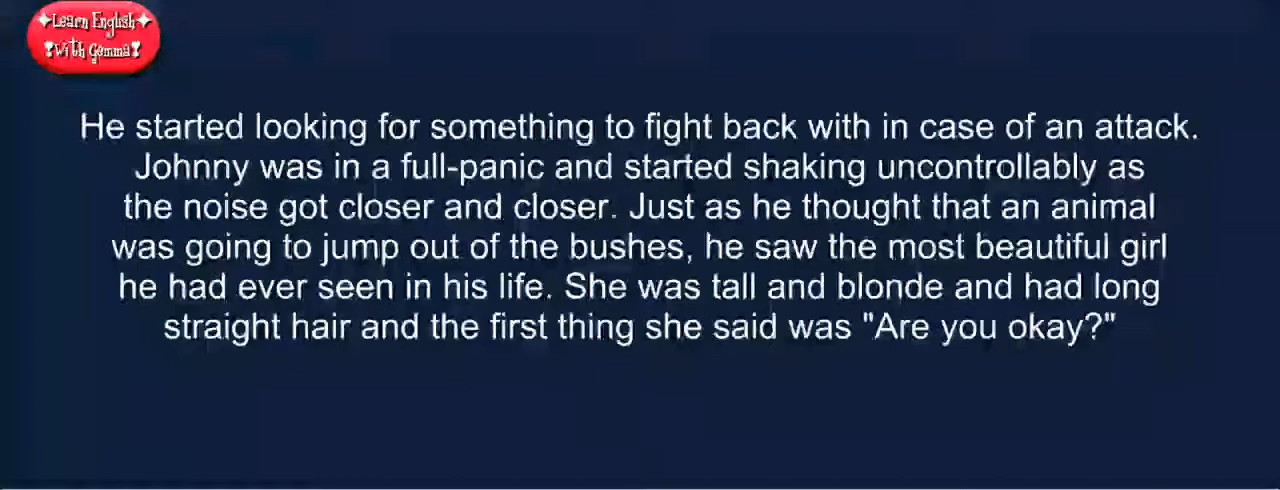 Learn English
With Gemma
He started looking for something to fight back with in case of an attack.
Johnny was in a full-panic and started shaking uncontrollably as
the noise got closer and closer. Just as he thought that an animal
was going to jump out of the bushes, he saw the most beautiful girl
he had ever seen in his life. She was tall and blonde and had long
straight hair and the first thing she said was "Are you okay?"